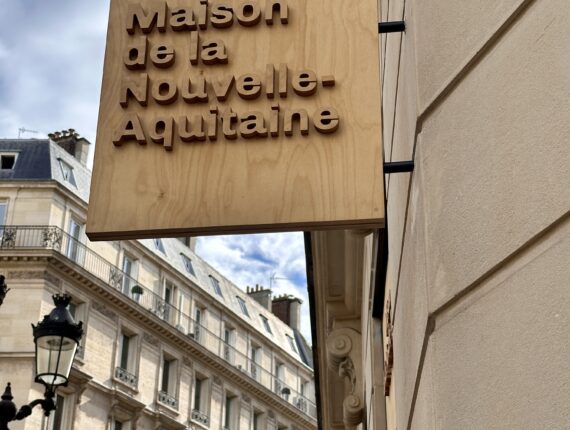 Maison
de la
Nouvelle-
Aquitaine